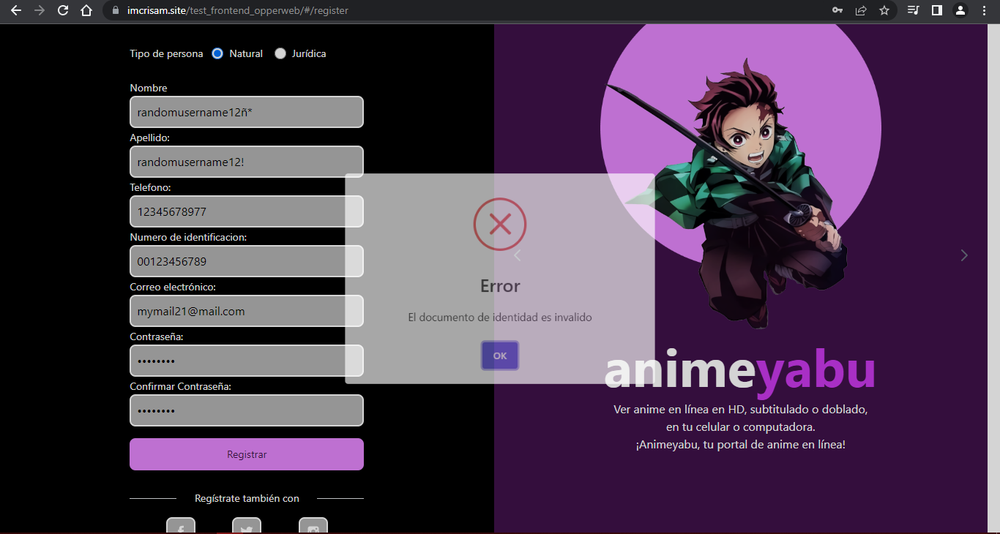 imcrisam.site/test_frontend_opperweb/#/register
Tipo de persona Natural Jurídica
Nombre
randomusername12ñ*
Apellido:
randomusername12!
Telefono:
12345678977
Numero de identificacion:
00123456789
Correo electrónico:
mymail21@mail.com
Contraseña:
••••••••
Confirmar Contraseña:
••••••••
Registrar
Regístrate también con
Error
El documento de identidad es invalido
OK
animeyabu
Ver anime en línea en HD, subtitulado o doblado,
en tu celular o computadora.
¡Animeyabu, tu portal de anime en línea!